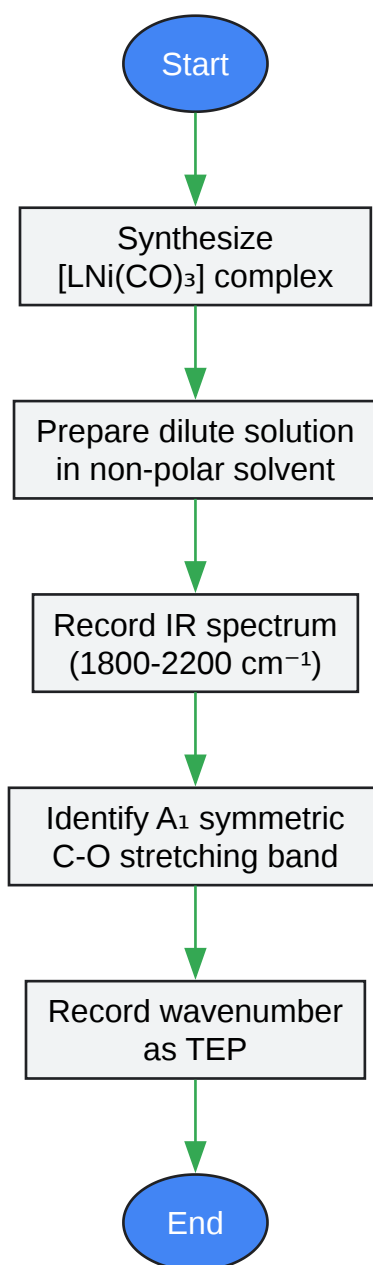 Start
Synthesize
[LNi(CO)₃] complex
Prepare dilute solution
in non-polar solvent
Record IR spectrum
(1800-2200 cm⁻¹)
Identify A₁ symmetric
C-O stretching band
Record wavenumber
as TEP
End